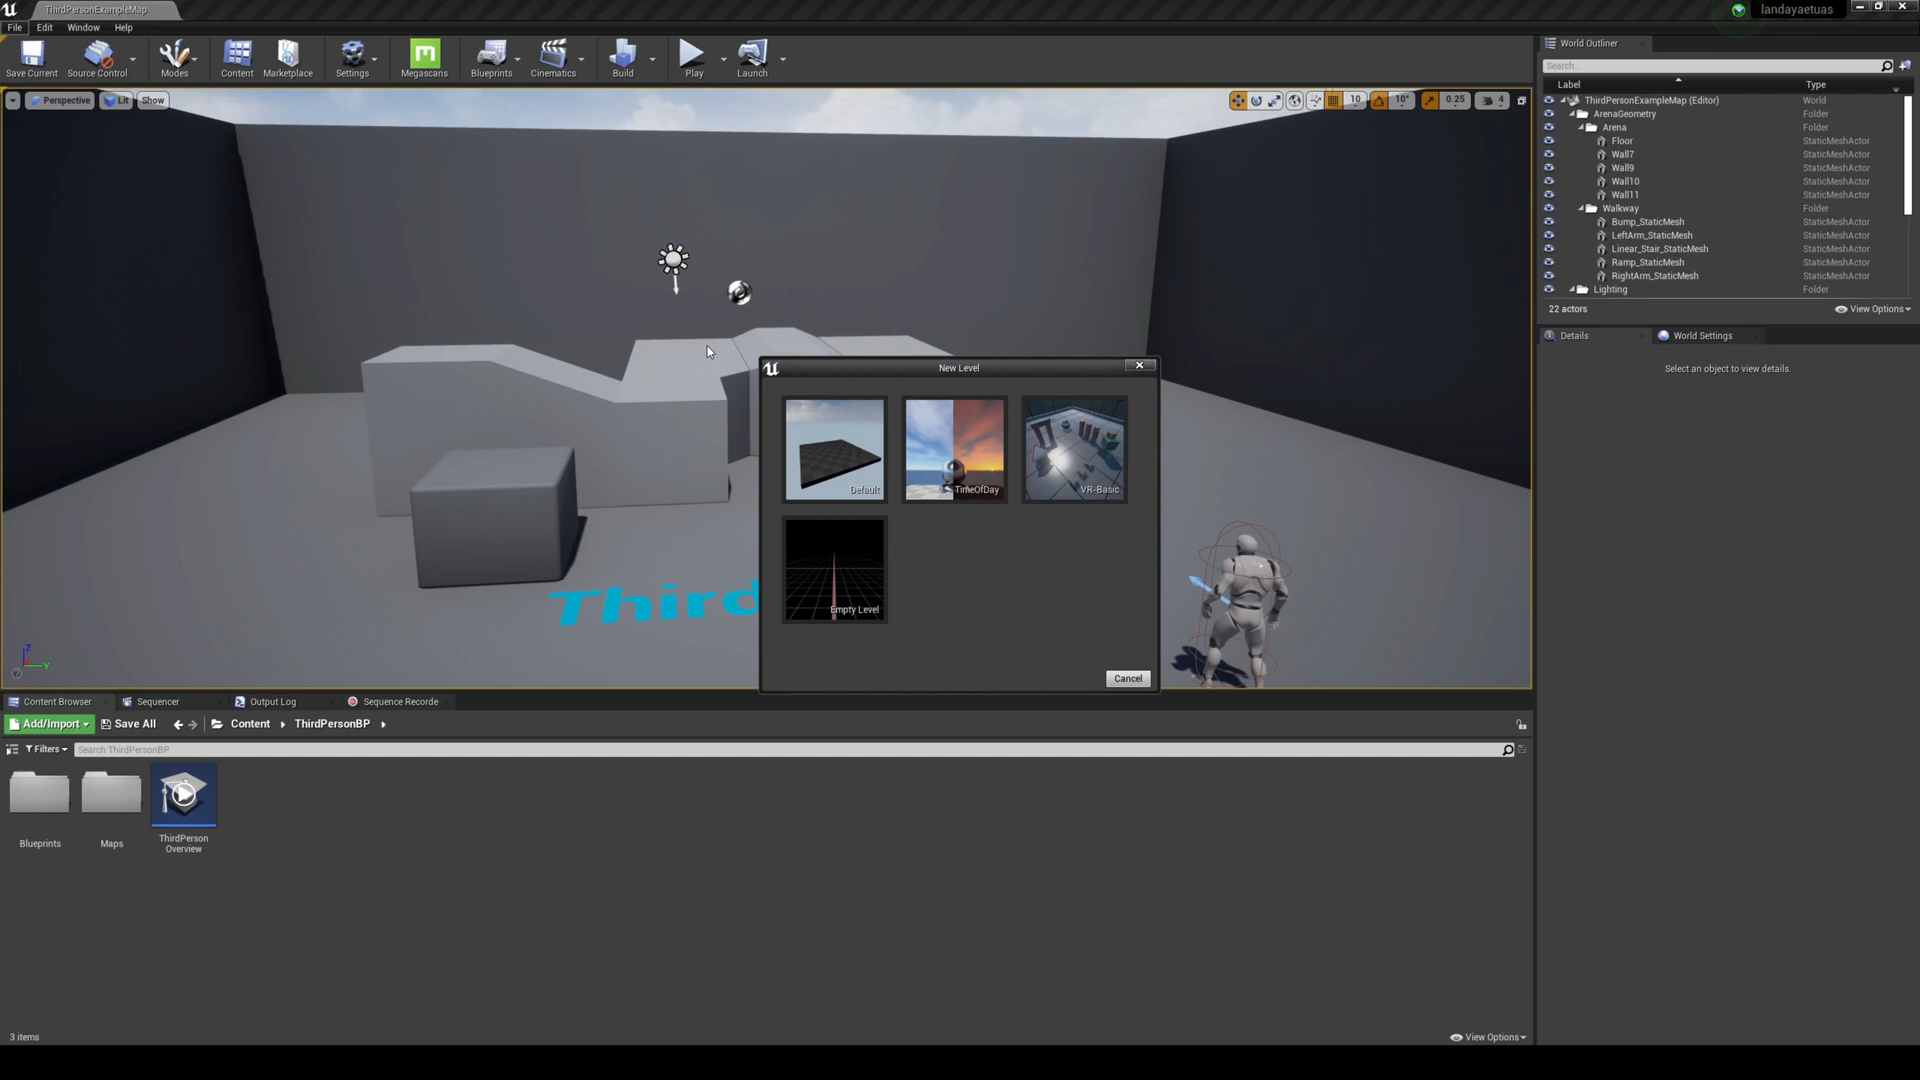 ThirdPersonExampleMap
landayaetuas
File Edit Window Help
Save Current
Source Control
Modes
Content
Marketplace
Settings
Megascans
Blueprints
Cinematics
Build
Play
Launch
Perspective
Lit
Show
10
10°
0.25
4
World Outliner
Search...
Label Type
ThirdPersonExampleMap (Editor) World
ArenaGeometry Folder
Arena Folder
Floor StaticMeshActor
Wall7 StaticMeshActor
Wall9 StaticMeshActor
Wall10 StaticMeshActor
Wall11 StaticMeshActor
Walkway Folder
Bump_StaticMesh StaticMeshActor
LeftArm_StaticMesh StaticMeshActor
Linear_Stair_StaticMesh StaticMeshActor
Ramp_StaticMesh StaticMeshActor
RightArm_StaticMesh StaticMeshActor
Lighting Folder
22 actors
View Options
Details
World Settings
Select an object to view details.
New Level
Default
TimeOfDay
VR-Basic
Empty Level
Cancel
Third
Z
Y
Content Browser
Sequencer
Output Log
Sequence Recorde
Add/Import
Save All
Content
ThirdPersonBP
Filters
Search ThirdPersonBP
Blueprints
Maps
ThirdPerson
Overview
3 items
View Options